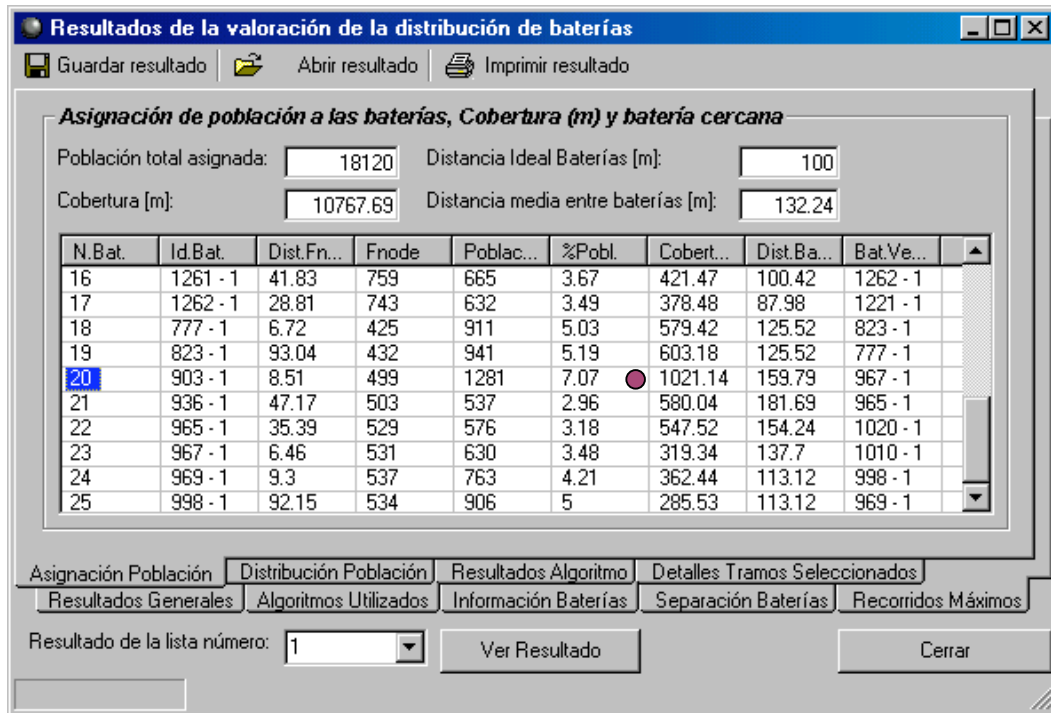 Resultados de la valoración de la distribución de baterías
Guardar resultado Abrir resultado Imprimir resultado
Asignación de población a las baterías, Cobertura (m) y batería cercana
Población total asignada: 18120 Distancia Ideal Baterías [m]: 100
Cobertura [m]: 10767.69 Distancia media entre baterías [m]: 132.24
N.Bat. Id.Bat. Dist.Fn... Fnode Poblac... %Pobl. Cobert... Dist.Ba... Bat.Ve...
16 1261 - 1 41.83 759 665 3.67 421.47 100.42 1262 - 1
17 1262 - 1 28.81 743 632 3.49 378.48 87.98 1221 - 1
18 777 - 1 6.72 425 911 5.03 579.42 125.52 823 - 1
19 823 - 1 93.04 432 941 5.19 603.18 125.52 777 - 1
20 903 - 1 8.51 499 1281 7.07 1021.14 159.79 967 - 1
21 936 - 1 47.17 503 537 2.96 580.04 181.69 965 - 1
22 965 - 1 35.39 529 576 3.18 547.52 154.24 1020 - 1
23 967 - 1 6.46 531 630 3.48 319.34 137.7 1010 - 1
24 969 - 1 9.3 537 763 4.21 362.44 113.12 998 - 1
25 998 - 1 92.15 534 906 5 285.53 113.12 969 - 1
Asignación Población Distribución Población Resultados Algoritmo Detalles Tramos Seleccionados
Resultados Generales Algoritmos Utilizados Información Baterías Separación Baterías Recorridos Máximos
Resultado de la lista número: 1 Ver Resultado Cerrar